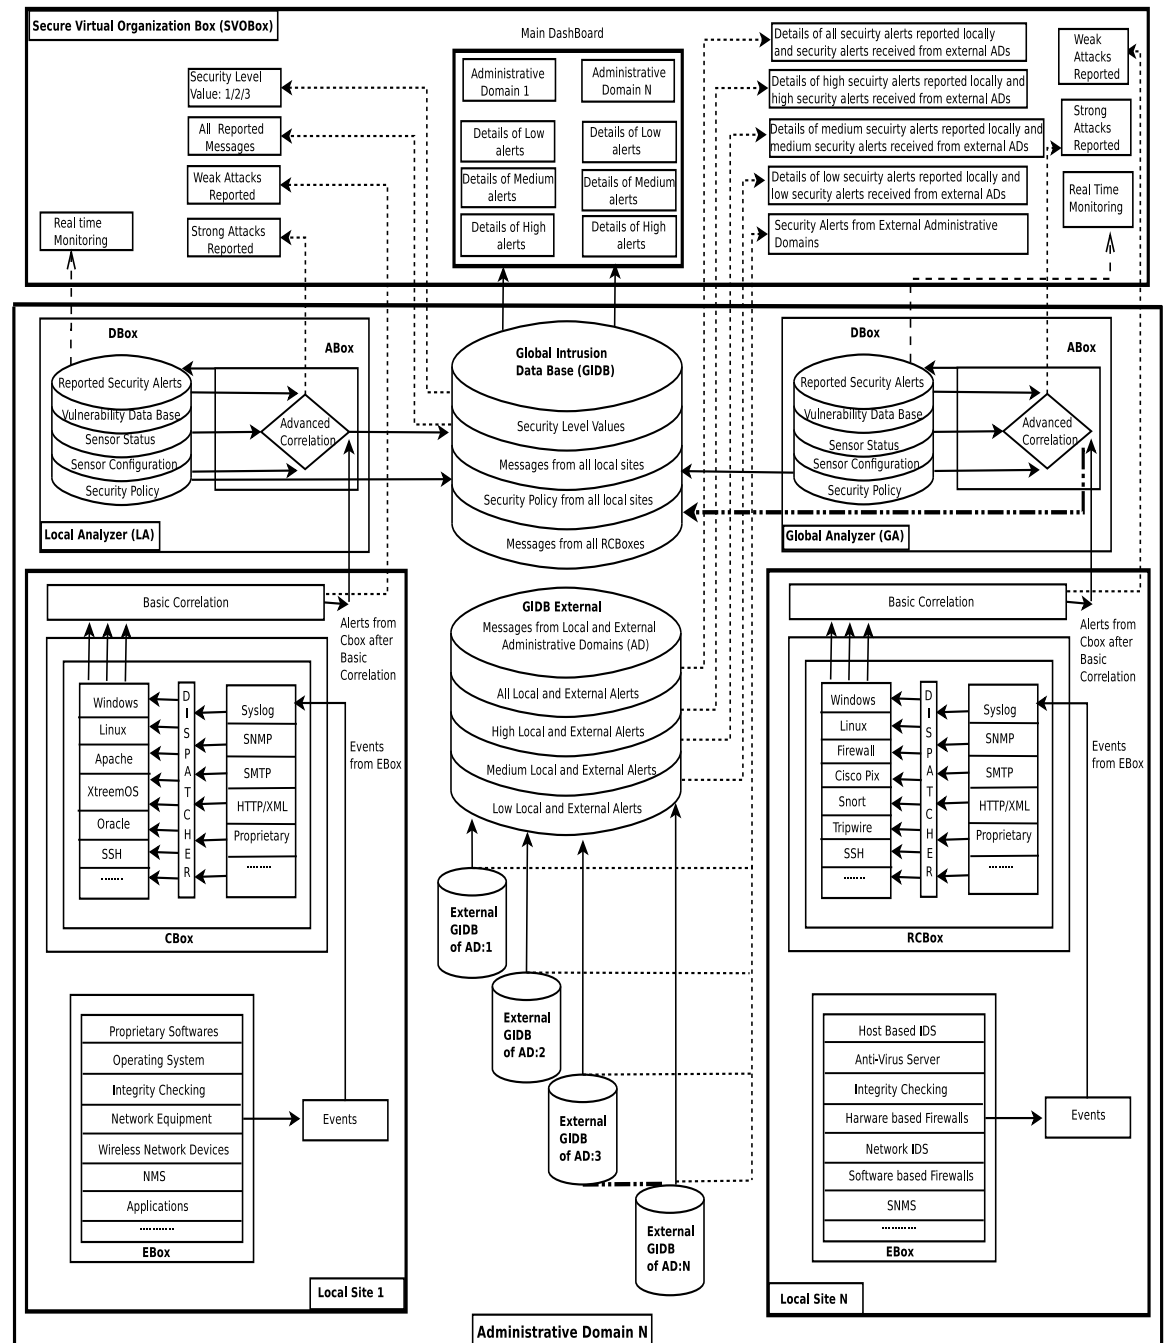 Secure Virtual Organization Box (SVOBox)
Main DashBoard
Security Level
Value: 1/2/3
All Reported
Messages
Weak Attacks
Reported
Strong Attacks
Reported
Real time
Monitoring
Administrative
Domain 1
Details of Low
alerts
Details of Medium
alerts
Details of High
alerts
Administrative
Domain N
Details of Low
alerts
Details of Medium
alerts
Details of High
alerts
Details of all security alerts reported locally
and security alerts received from external ADs
Details of high security alerts reported locally and
high security alerts received from external ADs
Details of medium secuirty alerts reported locally and
medium security alerts received from external ADs
Details of low security alerts reported locally and
low security alerts received from external ADs
Security Alerts from External Administrative
Domains
Weak
Attacks
Reported
Strong
Attacks
Reported
Real Time
Monitoring
DBox
ABox
Reported Security Alerts
Vulnerability Data Base
Sensor Status
Sensor Configuration
Security Policy
Advanced
Correlation
Local Analyzer (LA)
Global Intrusion
Data Base (GIDB)
Security Level Values
Messages from all local sites
Security Policy from all local sites
Messages from all RCBoxes
DBox
ABox
Reported Security Alerts
Vulnerability Data Base
Sensor Status
Sensor Configuration
Security Policy
Advanced
Correlation
Global Analyzer (GA)
Basic Correlation
Alerts from
Cbox after
Basic
Correlation
Windows
Linux
Apache
XtreemOS
Oracle
SSH
.......
DISPATCHER
Syslog
SNMP
SMTP
HTTP/XML
Proprietary
........
Events
from EBox
CBox
Proprietary Softwares
Operating System
Integrity Checking
Network Equipment
Wireless Network Devices
NMS
Applications
..........
EBox
Events
Local Site 1
GIDB External
Messages from Local and External
Administrative Domains (AD)
All Local and External Alerts
High Local and External Alerts
Medium Local and External Alerts
Low Local and External Alerts
External
GIDB
of AD:1
External
GIDB
of AD:2
External
GIDB
of AD:3
External
GIDB
of AD:N
Basic Correlation
Alerts from
Cbox after
Basic
Correlation
Windows
Linux
Firewall
Cisco Pix
Snort
Tripwire
SSH
.......
DISPATCHER
Syslog
SNMP
SMTP
HTTP/XML
Proprietary
........
Events
from EBox
RCBox
Host Based IDS
Anti-Virus Server
Integrity Checking
Harware based Firewalls
Network IDS
Software based Firewalls
SNMS
..........
EBox
Events
Local Site N
Administrative Domain N